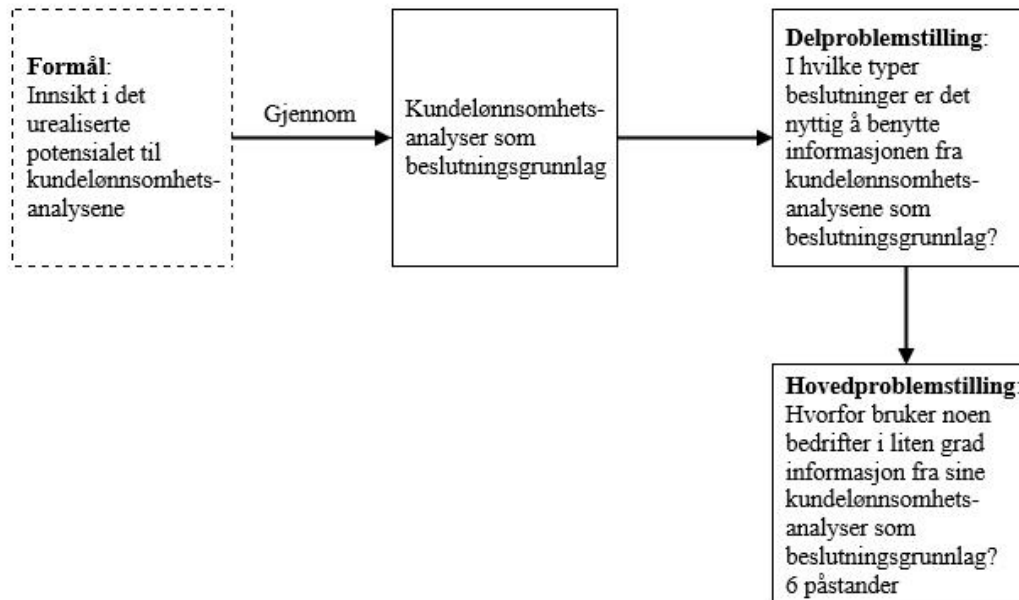 Formål:
Innsikt i det
urealiserte
potensialet til
kundelønnsomhets-
analysene
Gjennom
Kundelønnsomhets-
analyser som
beslutningsgrunnlag
Delproblemstilling:
I hvilke typer
beslutninger er det
nyttig å benytte
informasjonen fra
kundelønnsomhets-
analysene som
beslutningsgrunnlag?
Hovedproblemstilling:
Hvorfor bruker noen
bedrifter i liten grad
informasjon fra sine
kundelønnsomhets-
analyser som
beslutningsgrunnlag?
6 påstander